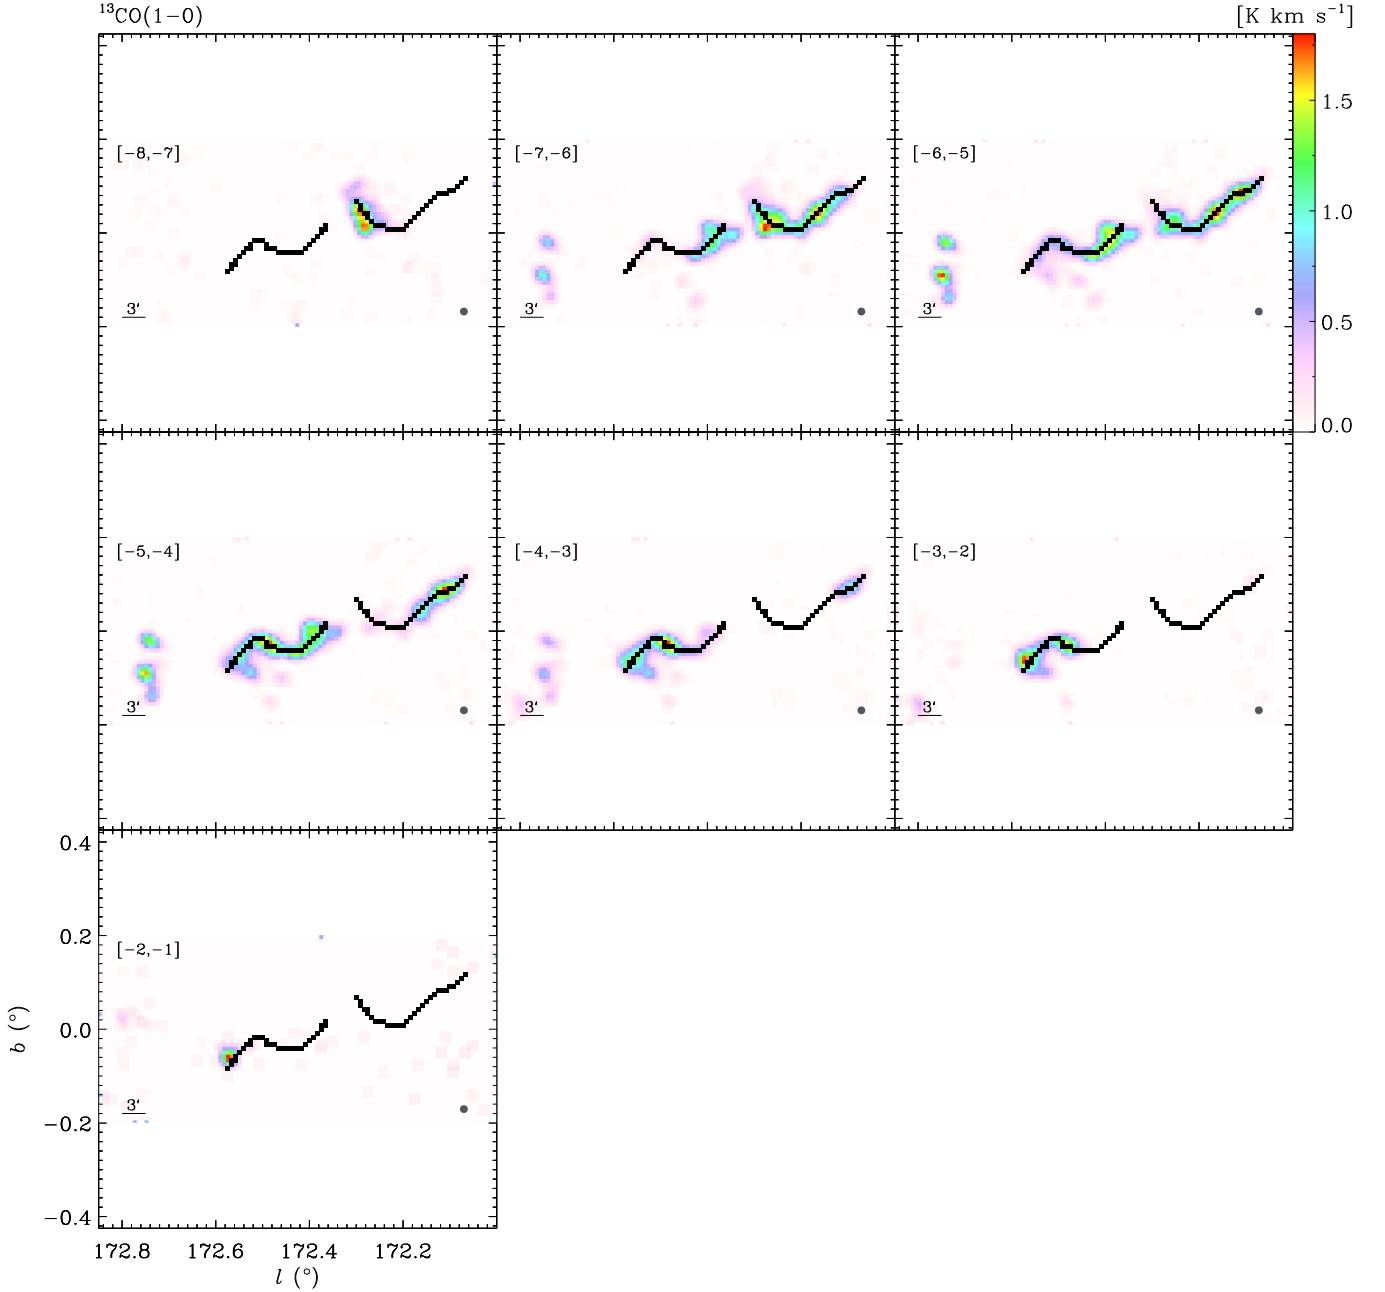 ¹³CO(1−0) [K km s⁻¹]
[−8,−7] [−7,−6] [−6,−5]
1.5
1.0
0.5
0.0
3′ 3′ 3′
[−5,−4] [−4,−3] [−3,−2]
3′ 3′ 3′
0.4
0.2
[−2,−1]
0.0
b (°)
3′
−0.2
−0.4
172.8 172.6 172.4 172.2
l (°)